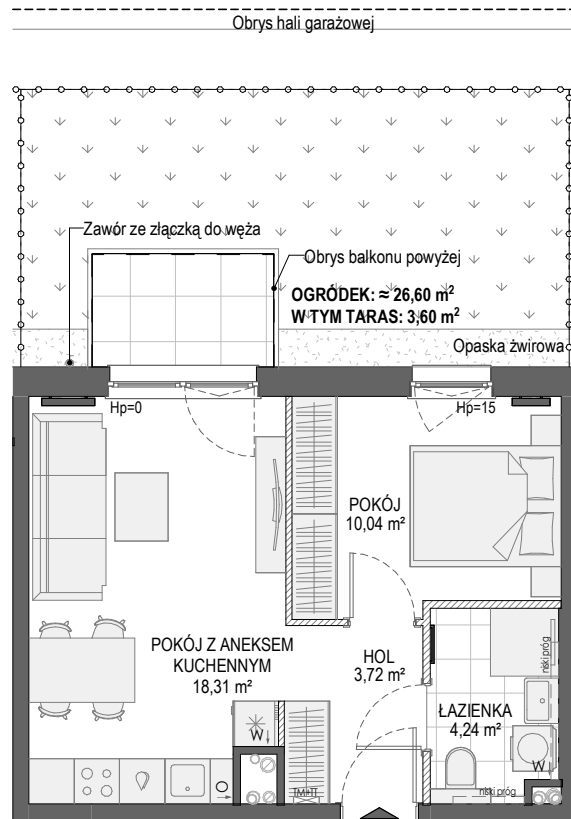 Obrys hali garażowej
Zawór ze złączką do węża
Obrys balkonu powyżej
OGRÓDEK: ≈ 26,60 m²
W TYM TARAS: 3,60 m²
Opaska żwirowa
Hp=0
Hp=15
POKÓJ
10,04 m²
POKÓJ Z ANEKSEM
KUCHENNYM
18,31 m²
HOL
3,72 m²
niski próg
ŁAZIENKA
4,24 m²
W
W
TM+TT
niski próg